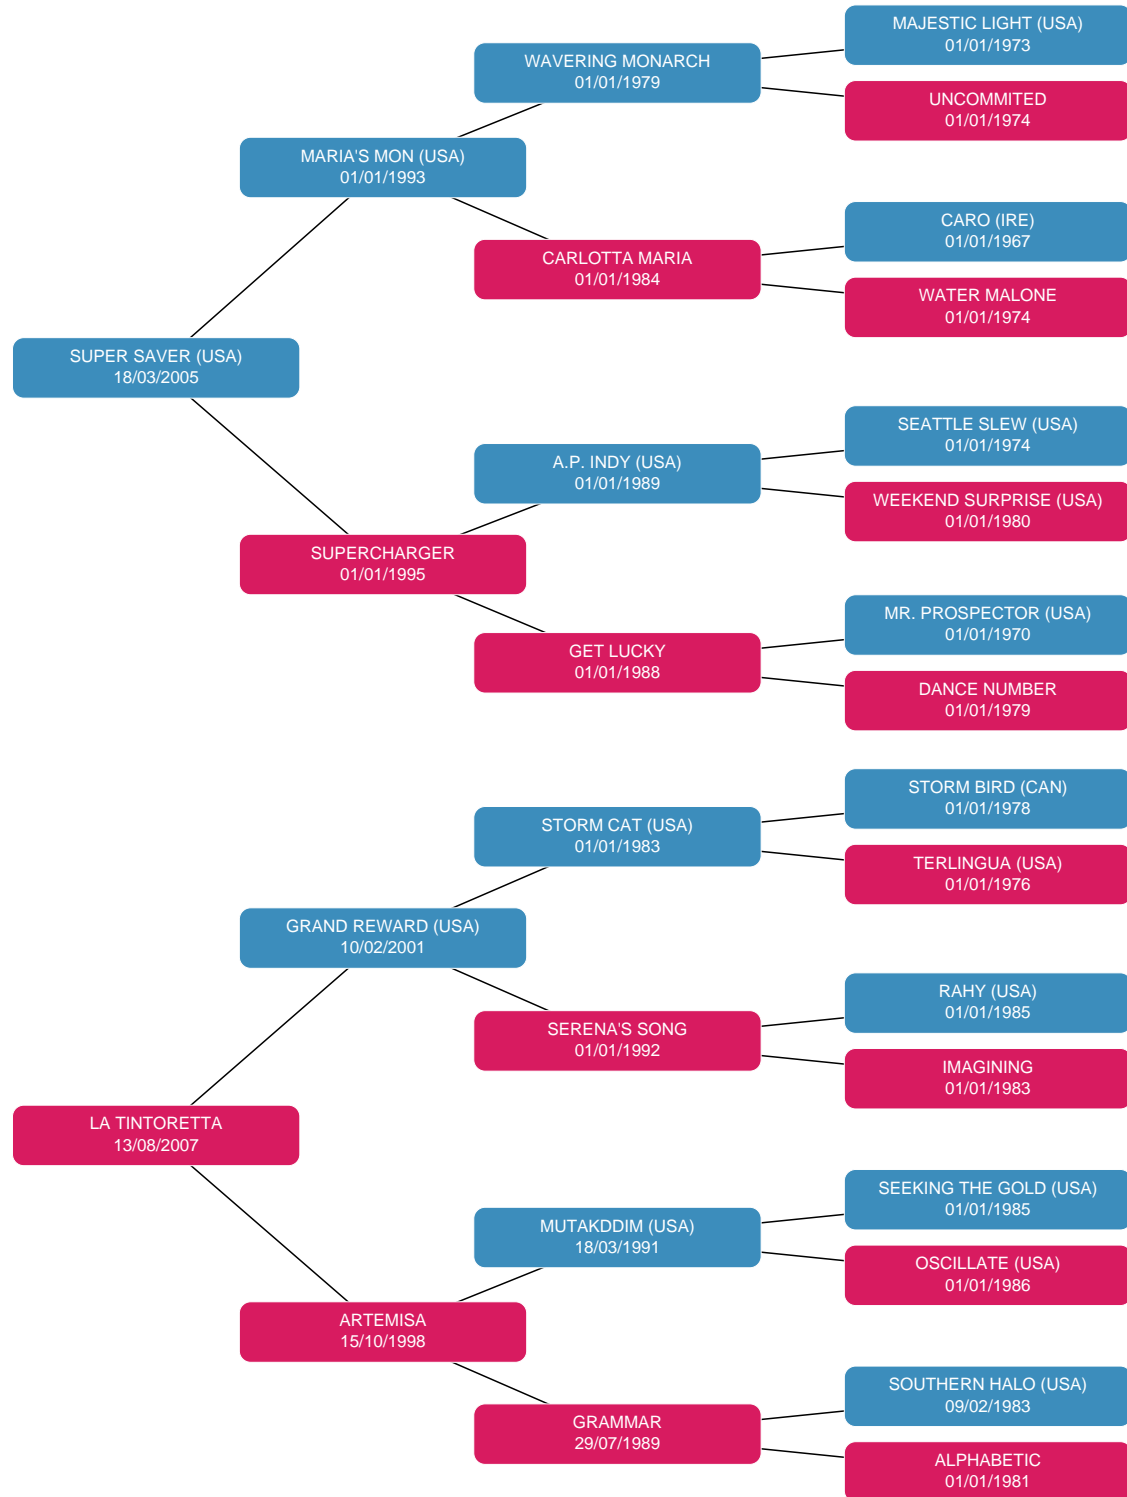 MAJESTIC LIGHT (USA)
01/01/1973
WAVERING MONARCH
01/01/1979
UNCOMMITED
01/01/1974
MARIA'S MON (USA)
01/01/1993
CARO (IRE)
01/01/1967
CARLOTTA MARIA
01/01/1984
WATER MALONE
01/01/1974
SUPER SAVER (USA)
18/03/2005
SEATTLE SLEW (USA)
01/01/1974
A.P. INDY (USA)
01/01/1989
WEEKEND SURPRISE (USA)
01/01/1980
SUPERCHARGER
01/01/1995
MR. PROSPECTOR (USA)
01/01/1970
GET LUCKY
01/01/1988
DANCE NUMBER
01/01/1979
STORM BIRD (CAN)
01/01/1978
STORM CAT (USA)
01/01/1983
TERLINGUA (USA)
01/01/1976
GRAND REWARD (USA)
10/02/2001
RAHY (USA)
01/01/1985
SERENA'S SONG
01/01/1992
IMAGINING
01/01/1983
LA TINTORETTA
13/08/2007
SEEKING THE GOLD (USA)
01/01/1985
MUTAKDDIM (USA)
18/03/1991
OSCILLATE (USA)
01/01/1986
ARTEMISA
15/10/1998
SOUTHERN HALO (USA)
09/02/1983
GRAMMAR
29/07/1989
ALPHABETIC
01/01/1981